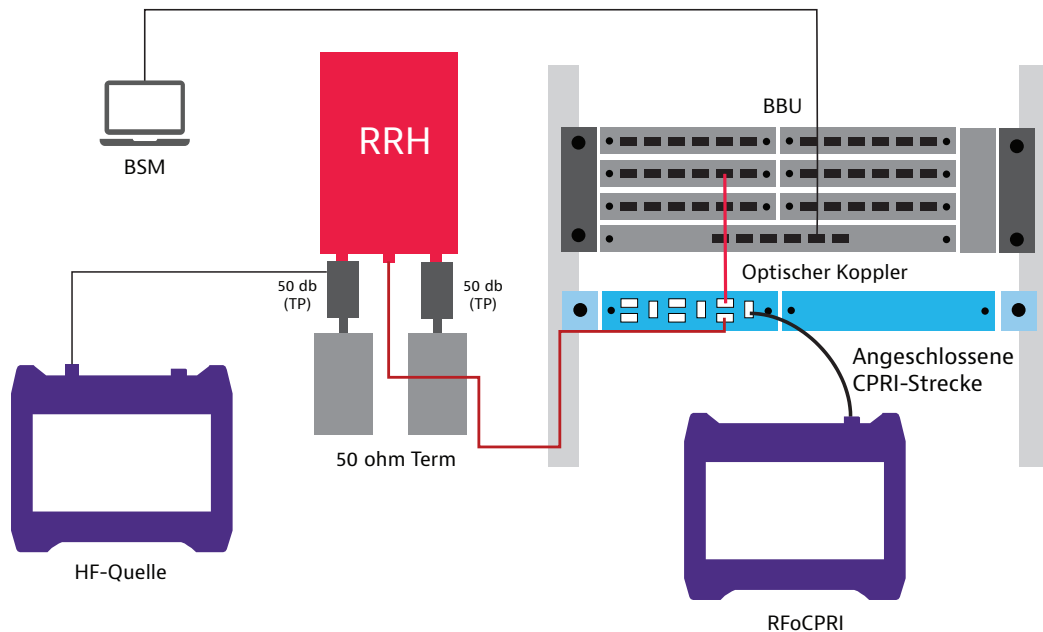 BSM
RRH
BBU
50 db
(TP)
50 db
(TP)
Optischer Koppler
Angeschlossene
CPRI-Strecke
50 ohm Term
HF-Quelle
RFoCPRI